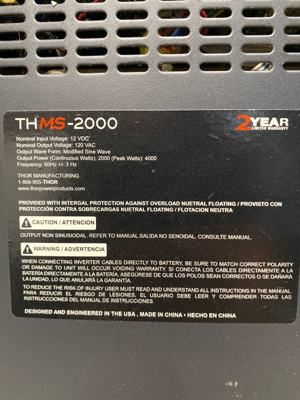 THMS-2000
2 YEAR
LIMITED WARRANTY
Nominal Input Voltage: 12 VDC
Nominal Output Voltage: 120 VAC
Output Wave Form: Modified Sine Wave
Output Power (Continuous Watts): 2000 (Peak Watts): 4000
Frequency: 60Hz +/- 3 Hz
THOR MANUFACTURING
1-866-955-THOR
www.thorpowerproducts.com
PROVIDED WITH INTERGAL PROTECTION AGAINST OVERLOAD NUETRAL FLOATING / PROVISTO CON
PROTECCIÓN CONTRA SOBRECARGAS NUETRAL FLOATING / FLOTACION NEUTRA
CAUTION / ATTENCION
OUTPUT NON SINUSOIDAL. REFER TO MANUAL.SALIDA NO SENOIDAL. CONSULTE MANUAL.
WARNING / ADVERTENCIA
WHEN CONNECTING INVERTER CABLES DIRECTLY TO BATTERY, BE SURE TO MATCH CORRECT POLARITY
OR DAMAGE TO UNIT WILL OCCUR VOIDING WARRANTY. SI CONECTA LOS CABLES DIRECTAMENTE A LA
BATERÍA DIRECTAMENTE A LA BATERÍA, ASEGÚRESE DE QUE LOS POLOS SEAN CORRECTOS O SE DAÑARÁ
LA UNIDAD, LO QUE ANULARÁ LA GARANTÍA.
TO REDUCE THE RISK OF INJURY USER MUST READ AND UNDERSTAND ALL INSTRUCTIONS IN THE MANUAL.
PARA REDUCIR EL RIESGO DE LESIONES, EL USUARIO DEBE LEER Y COMPRENDER TODAS LAS
INSTRUCCCIONES DEL MANUAL DE INSTRUCCIONES.
DESIGNED AND ENGINEERED IN THE USA , MADE IN CHINA • HECHO EN CHINA